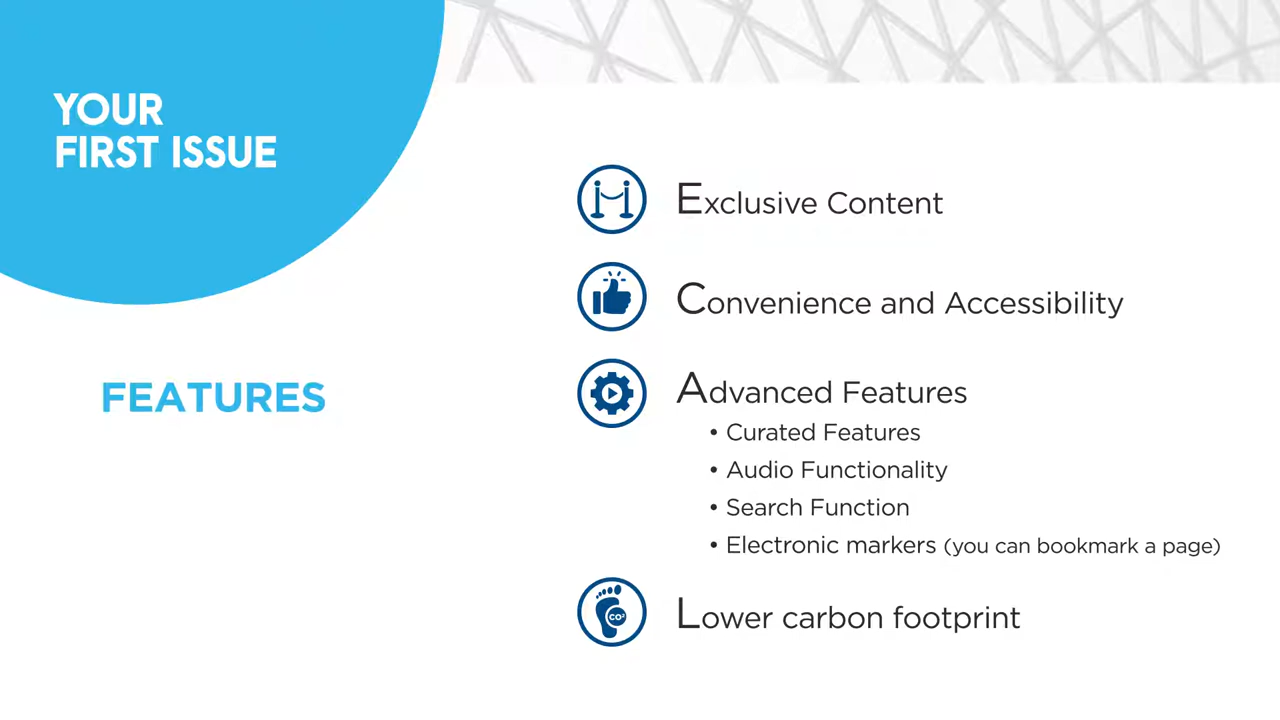 YOUR
FIRST ISSUE
FEATURES
Exclusive Content
Convenience and Accessibility
Advanced Features
• Curated Features
• Audio Functionality
• Search Function
• Electronic markers (you can bookmark a page)
CO²
Lower carbon footprint